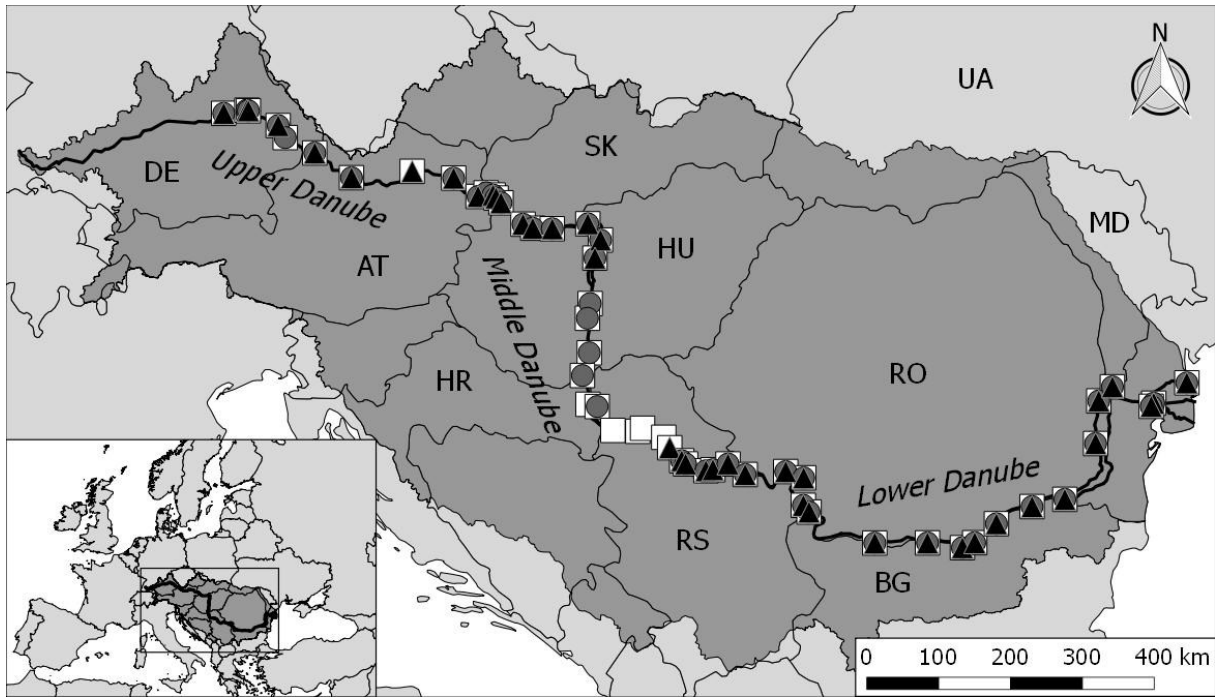 N
UA
SK
DE
Upper Danube
MD
HU
AT
Middle Danube
RO
HR
Lower Danube
RS
BG
0 100 200 300 400 km